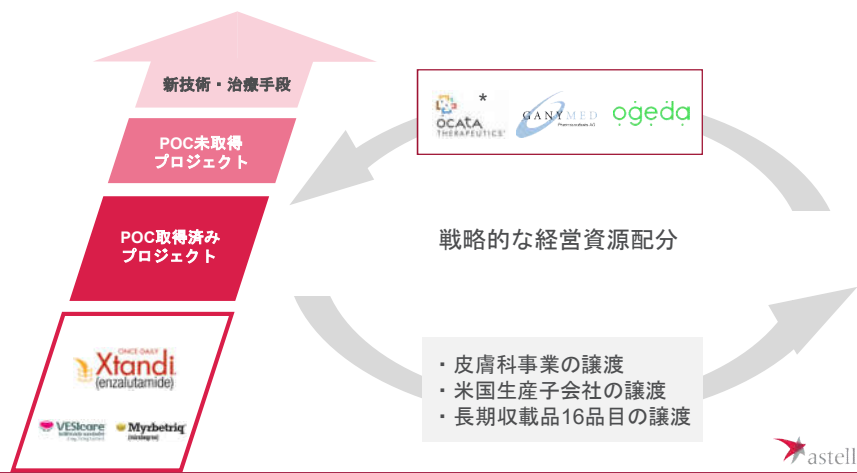 新技術・治療手段
POC未取得
プロジェクト
POC取得済み
プロジェクト
ONCE DAILY
Xtandi
(enzalutamide)
VESIcare
Myrbetriq
(mirabegron)
*
OCATA
THERAPEUTICS
GANYMED
Pharmaceuticals AG
ogeda
戦略的な経営資源配分
・皮膚科事業の譲渡
・米国生産子会社の譲渡
・長期収載品16品目の譲渡
astell